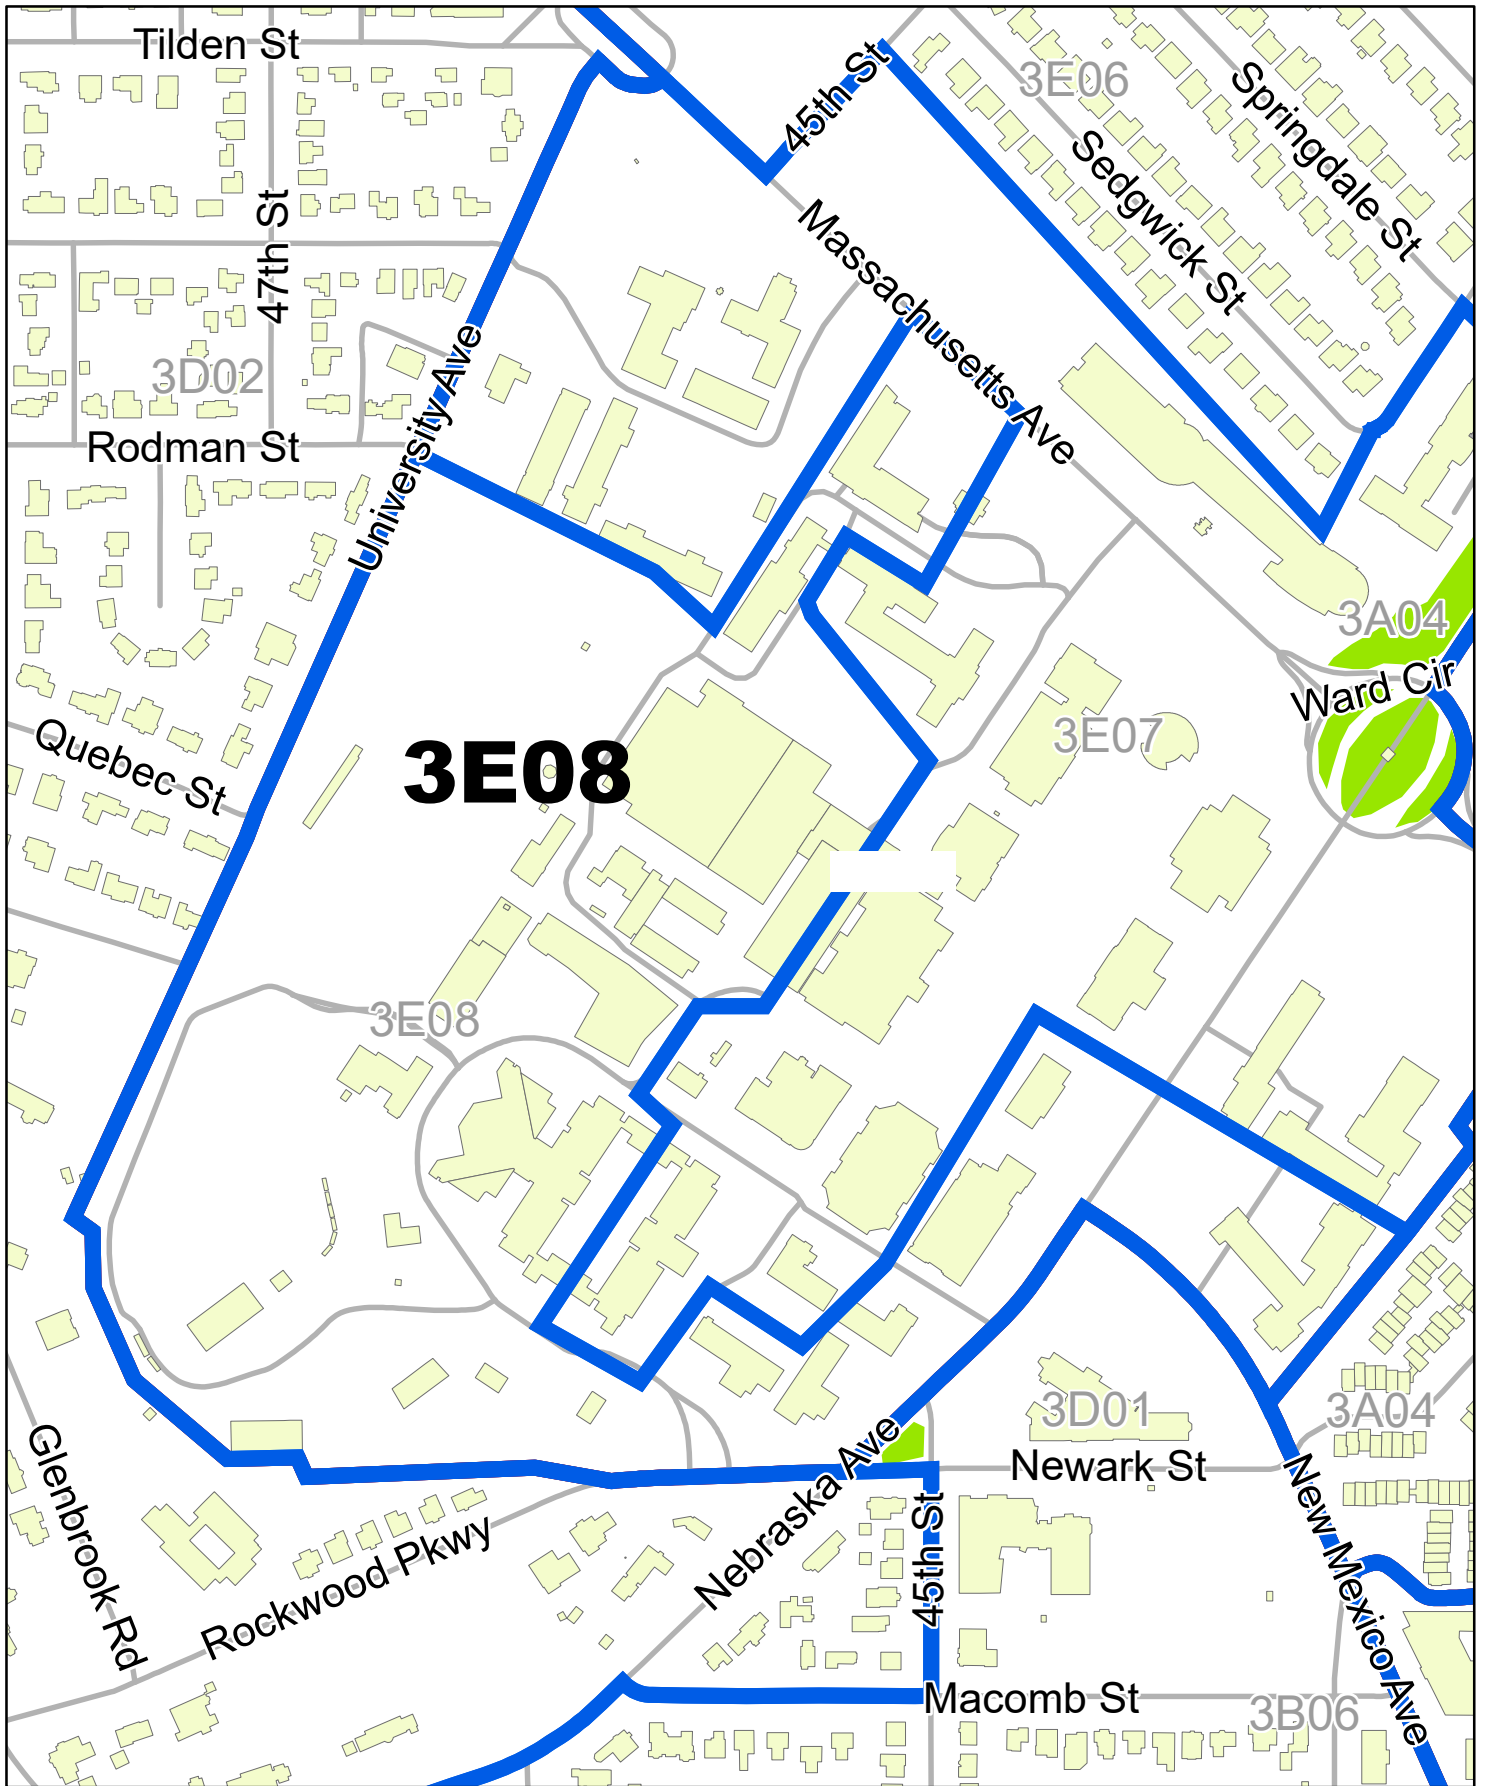 Tilden St
45th St
3E06
Springdale St
Sedgwick St
47th St
Massachusetts Ave
3D02
University Ave
Rodman St
3A04
Ward Cir
Quebec St
3E08
3E07
3E08
Glenbrook Rd
Rockwood Pkwy
Nebraska Ave
3D01
3A04
Newark St
45th St
New Mexico Ave
Macomb St
3B06